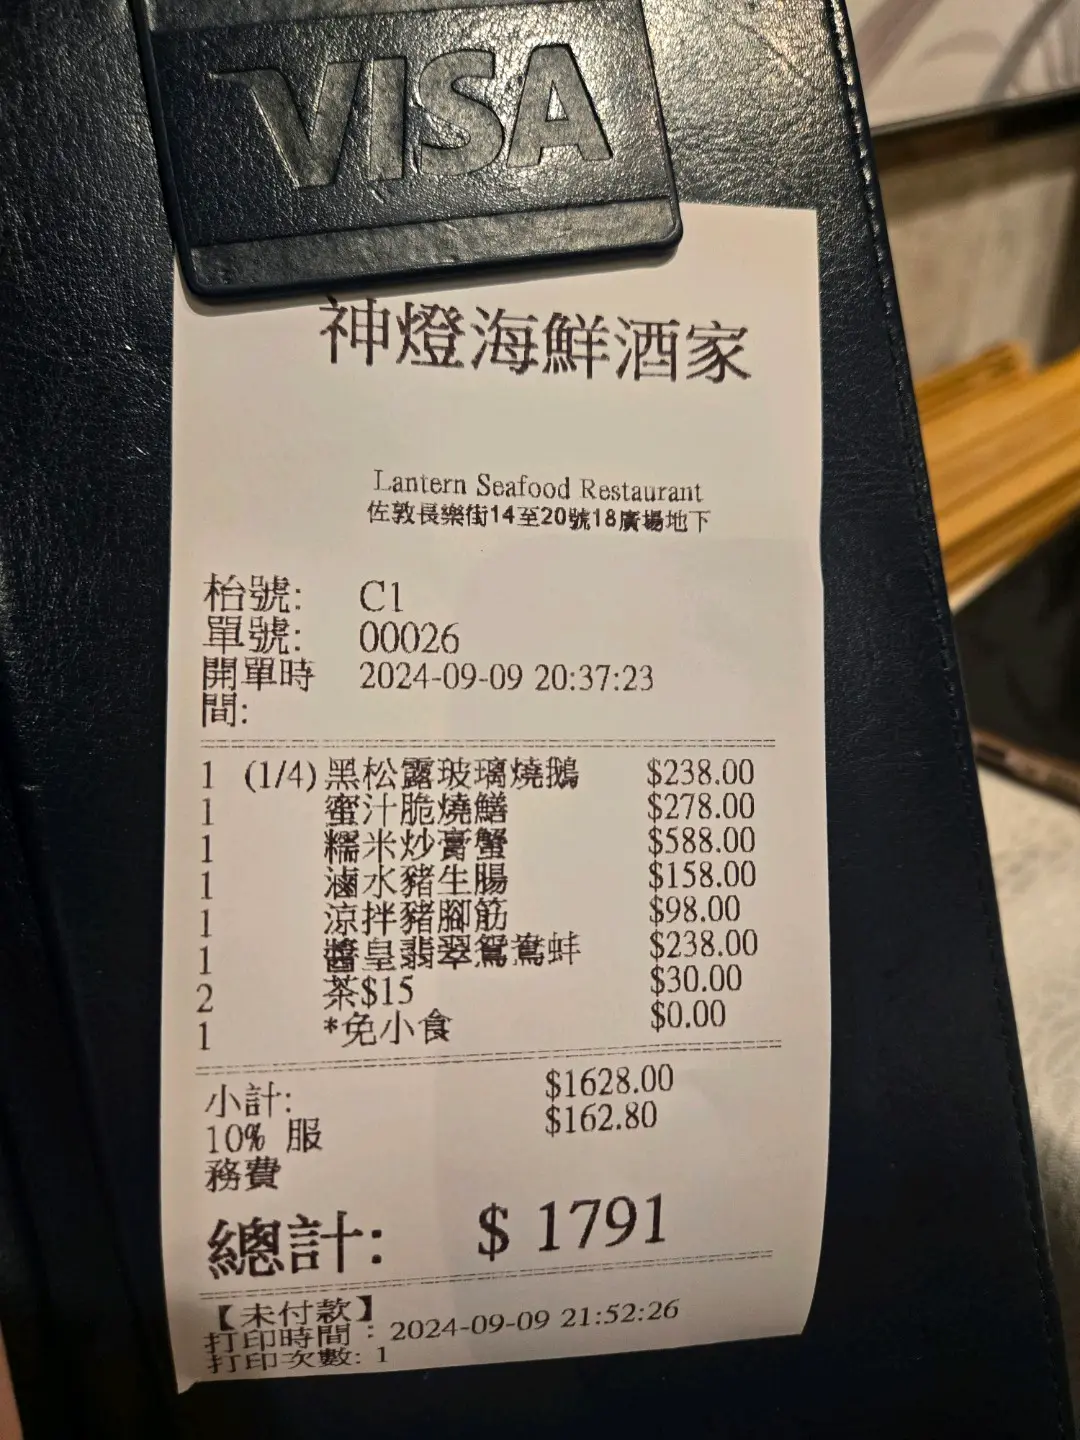 VISA
神燈海鮮酒家
Lantern Seafood Restaurant
佐敦長樂街14至20號18廣場地下
枱號: C1
單號: 00026
開單時 2024-09-09 20:37:23
間:
1 (1/4)黑松露玻璃燒鵝 $238.00
1 蜜汁脆燒鱔 $278.00
1 糯米炒膏蟹 $588.00
1 滷水豬生腸 $158.00
1 涼拌豬腳筋 $98.00
1 醬皇翡翠鴛鴦蚌 $238.00
2 茶$15 $30.00
1 *免小食 $0.00
小計: $1628.00
10% 服 $162.80
務費
總計: $ 1791
【未付款】
打印時間：2024-09-09 21:52:26
打印次數: 1